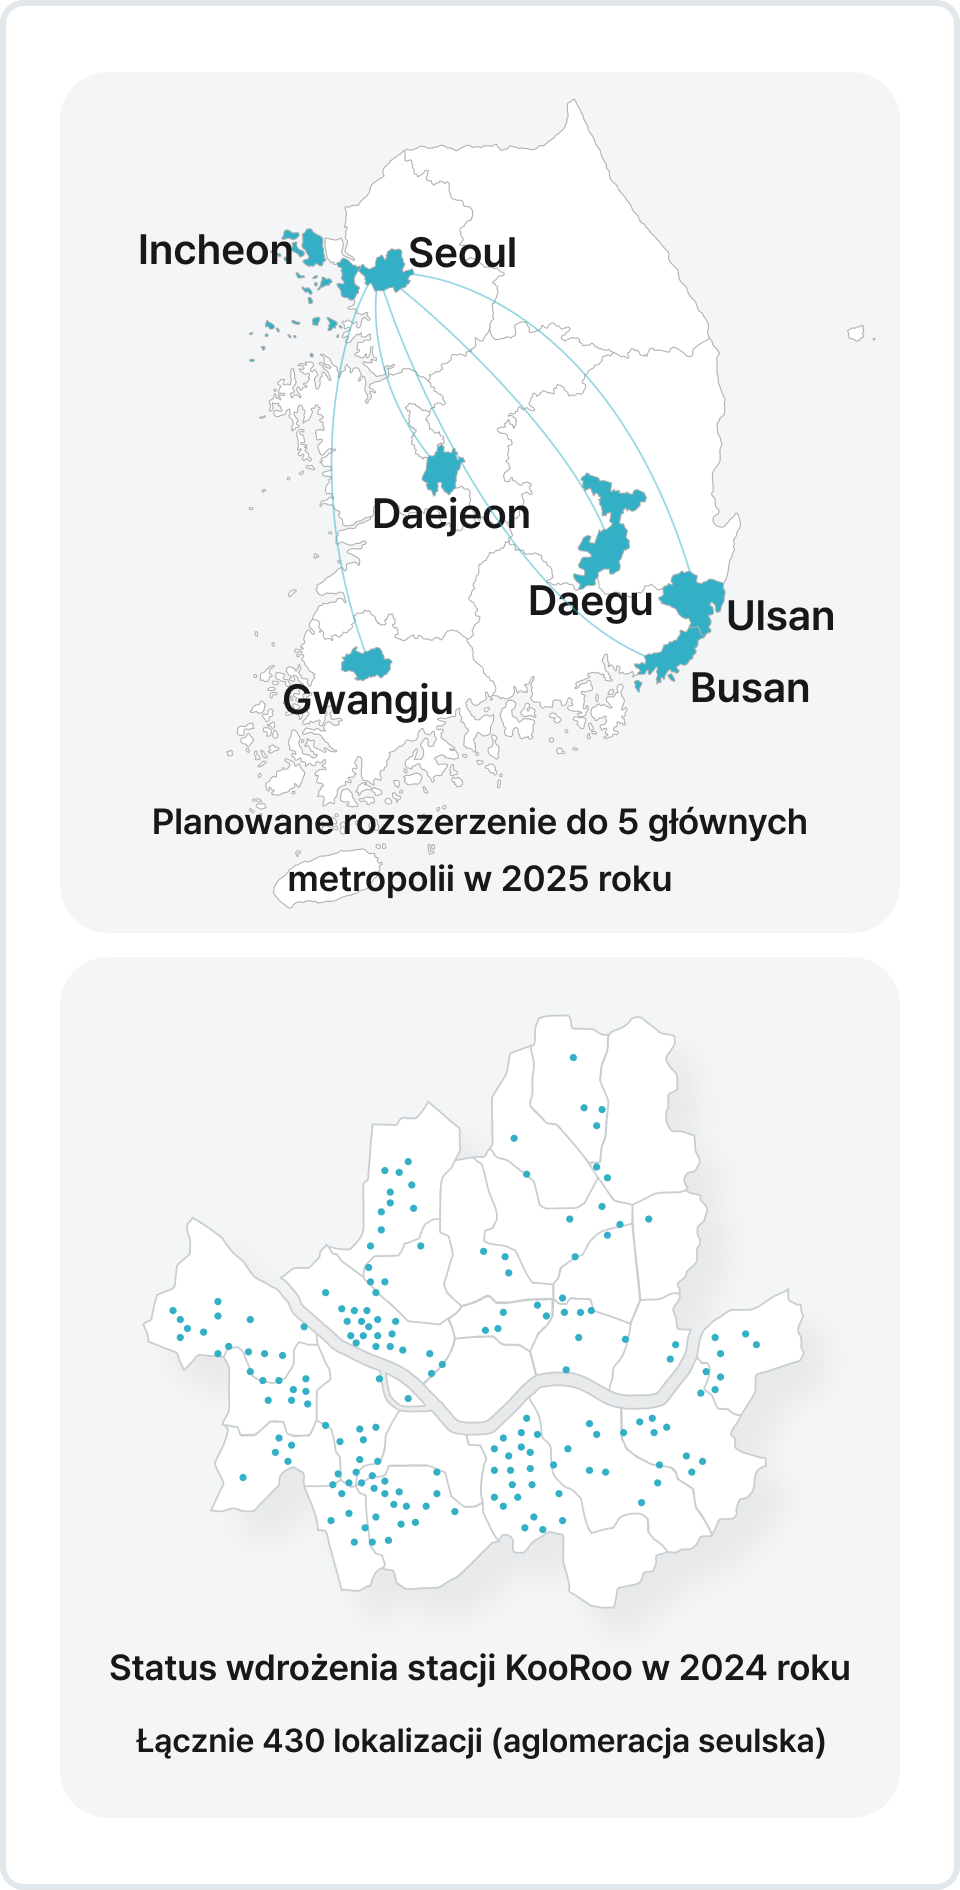 Incheon
Seoul
Daejeon
Daegu
Ulsan
Busan
Gwangju
Planowane rozszerzenie do 5 głównych
metropolii w 2025 roku
Status wdrożenia stacji KooRoo w 2024 roku
Łącznie 430 lokalizacji (aglomeracja seulska)